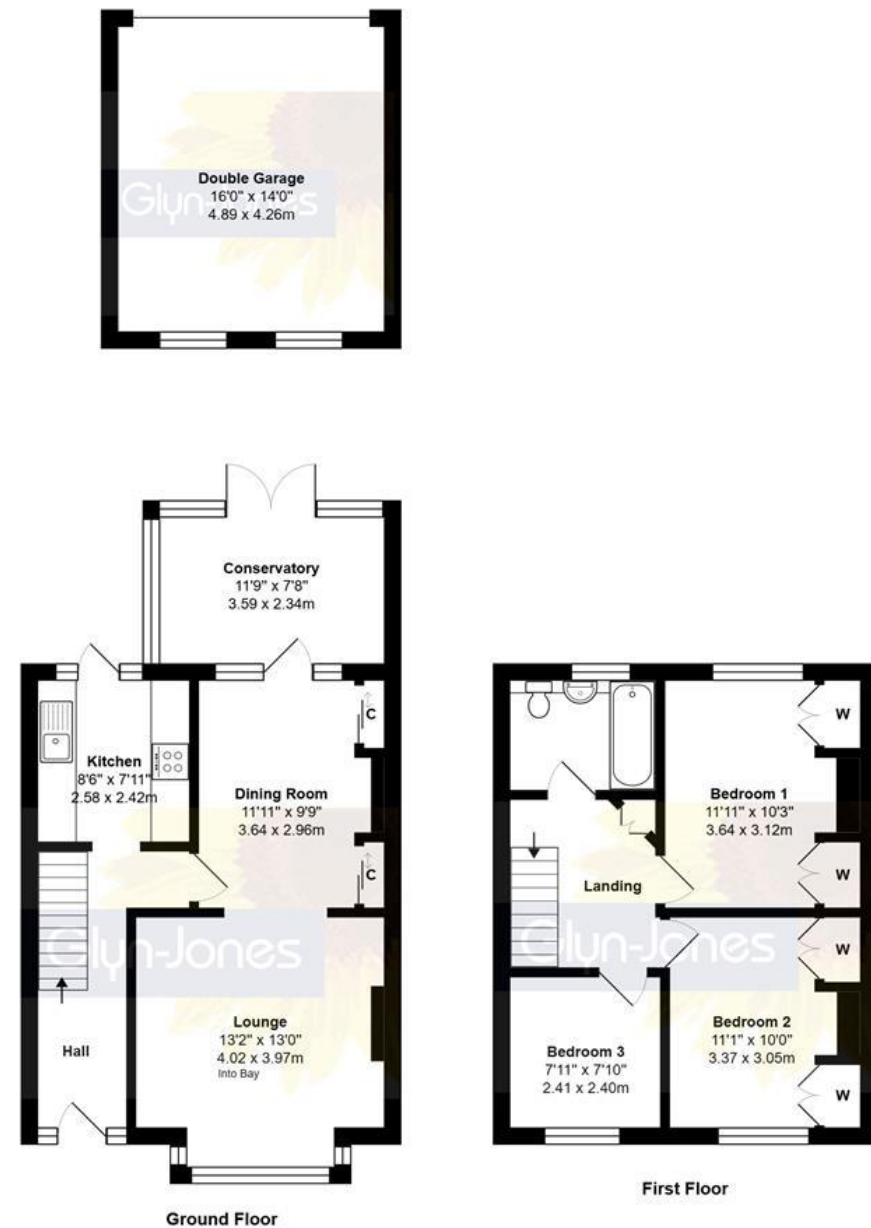 Double Garage
16'0" x 14'0"
4.89 x 4.26m
Glyn-Jones
Conservatory
11'9" x 7'8"
3.59 x 2.34m
C
Kitchen
8'6" x 7'11"
2.58 x 2.42m
Dining Room
11'11" x 9'9"
3.64 x 2.96m
C
Glyn-Jones
Lounge
13'2" x 13'0"
4.02 x 3.97m
Into Bay
Hall
Ground Floor
W
Bedroom 1
11'11" x 10'3"
3.64 x 3.12m
W
Landing
W
Glyn-Jones
Bedroom 2
11'1" x 10'0"
3.37 x 3.05m
Bedroom 3
7'11" x 7'10"
2.41 x 2.40m
W
First Floor